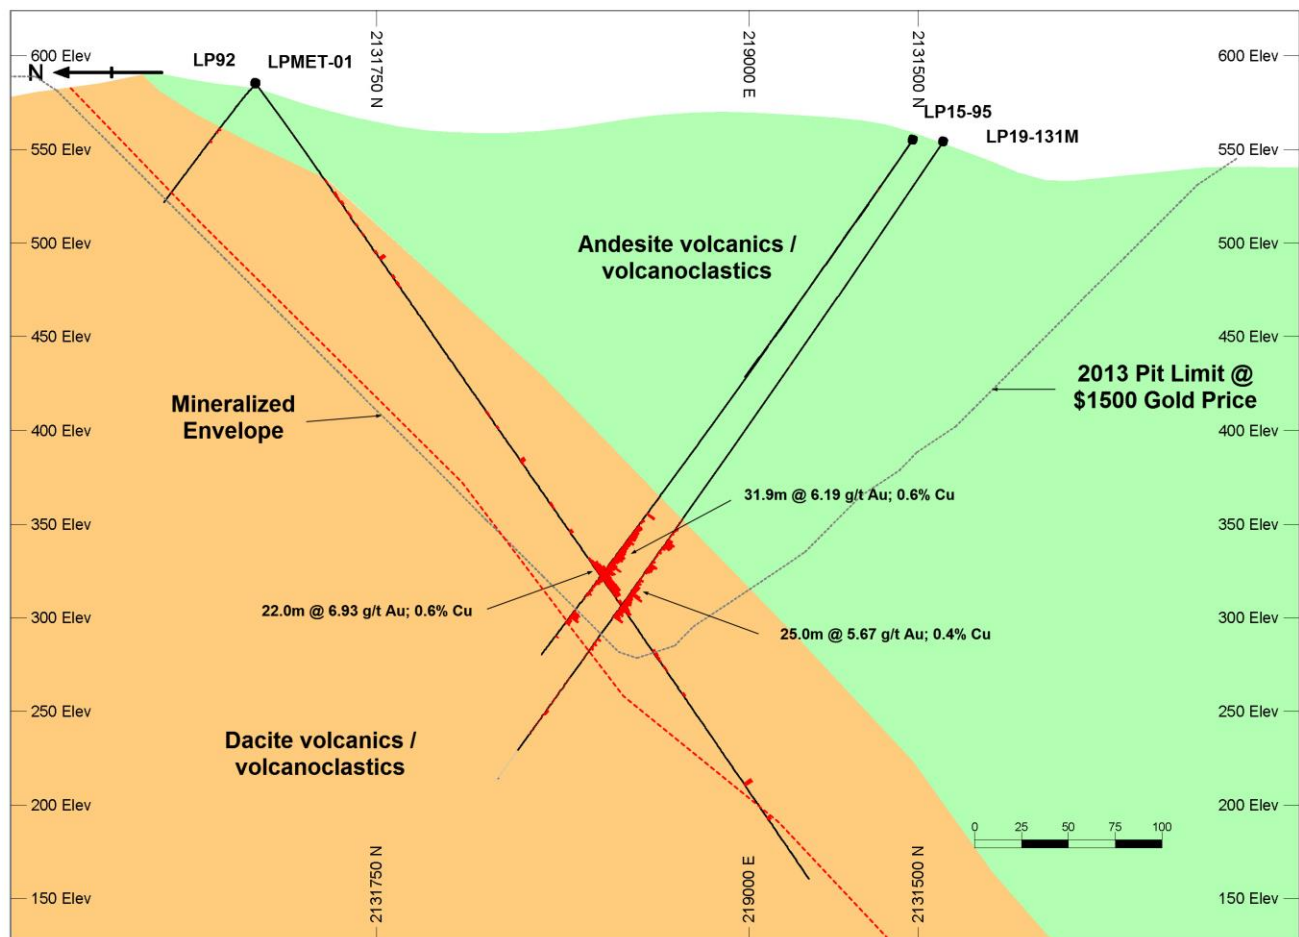 2131750 N
219000 E
2131500 N
600 Elev
N
LP92
LPMET-01
600 Elev
LP15-95
LP19-131M
550 Elev
550 Elev
500 Elev
Andesite volcanics /
volcanoclastics
500 Elev
450 Elev
450 Elev
2013 Pit Limit @
$1500 Gold Price
Mineralized
Envelope
400 Elev
400 Elev
31.9m @ 6.19 g/t Au; 0.6% Cu
350 Elev
350 Elev
22.0m @ 6.93 g/t Au; 0.6% Cu
300 Elev
300 Elev
25.0m @ 5.67 g/t Au; 0.4% Cu
250 Elev
250 Elev
Dacite volcanics /
volcanoclastics
200 Elev
200 Elev
0 25 50 75 100
150 Elev
150 Elev
2131750 N
219000 E
2131500 N